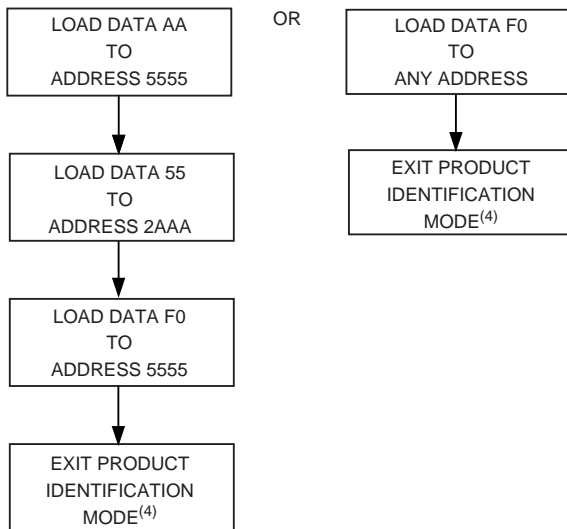 LOAD DATA AA
TO
ADDRESS 5555
LOAD DATA 55
TO
ADDRESS 2AAA
LOAD DATA F0
TO
ADDRESS 5555
EXIT PRODUCT
IDENTIFICATION
MODE(4)
OR
LOAD DATA F0
TO
ANY ADDRESS
EXIT PRODUCT
IDENTIFICATION
MODE(4)